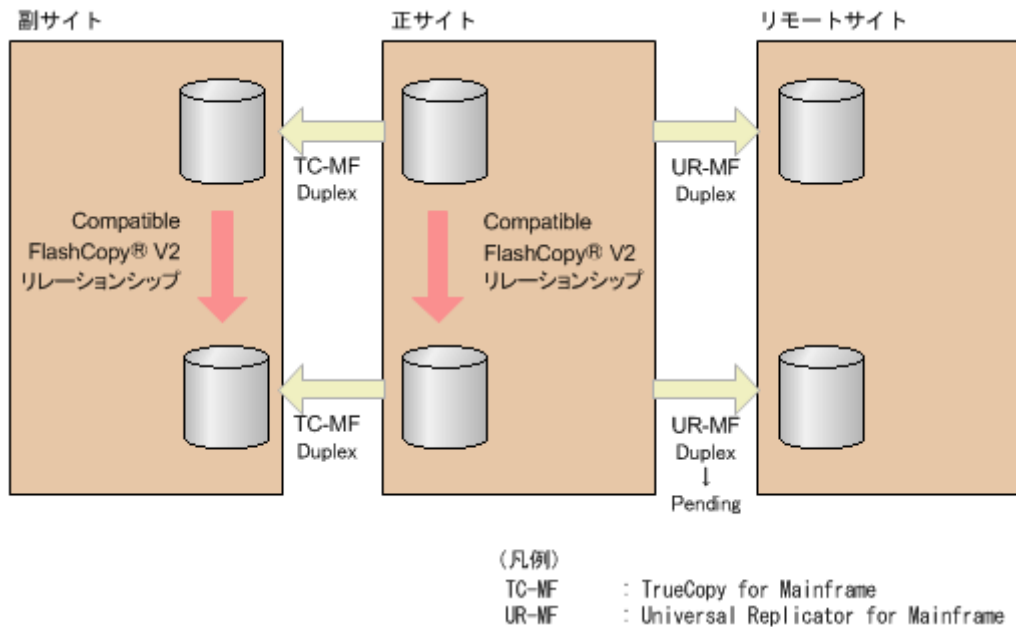 副サイト
正サイト
リモートサイト
TC-MF
Duplex
UR-MF
Duplex
Compatible
FlashCopy® V2
リレーションシップ
Compatible
FlashCopy® V2
リレーションシップ
TC-MF
Duplex
UR-MF
Duplex
↓
Pending
(凡例)
TC-MF : TrueCopy for Mainframe
UR-MF : Universal Replicator for Mainframe